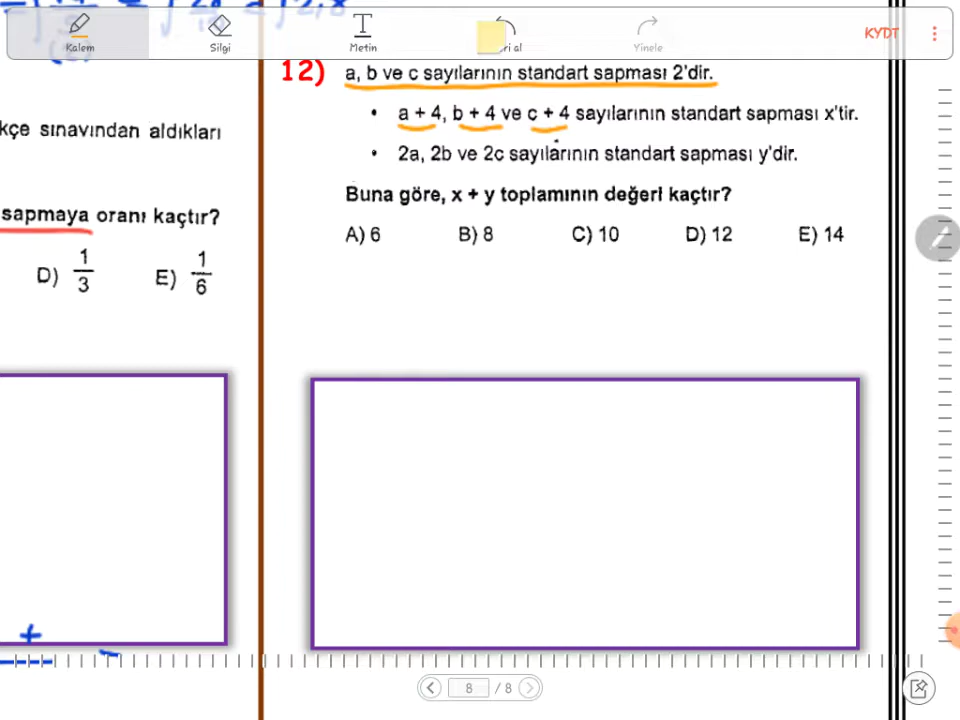 Kalem
Silgi
Metin
Yinele
KYDT
kçe sınavından aldıkları
sapmaya oranı kaçtır?
D) 1/3 E) 1/6
12) a, b ve c sayılarının standart sapması 2'dir.
• a + 4, b + 4 ve c + 4 sayılarının standart sapması x'tir.
• 2a, 2b ve 2c sayılarının standart sapması y'dir.
Buna göre, x + y toplamının değeri kaçtır?
A) 6 B) 8 C) 10 D) 12 E) 14
+
8 / 8